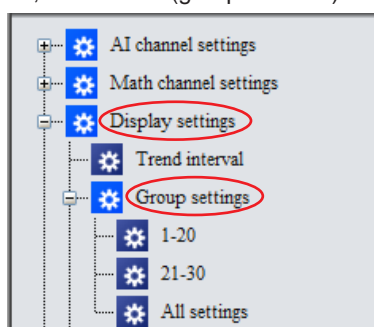 AI channel settings
Math channel settings
Display settings
Trend interval
Group settings
1-20
21-30
All settings